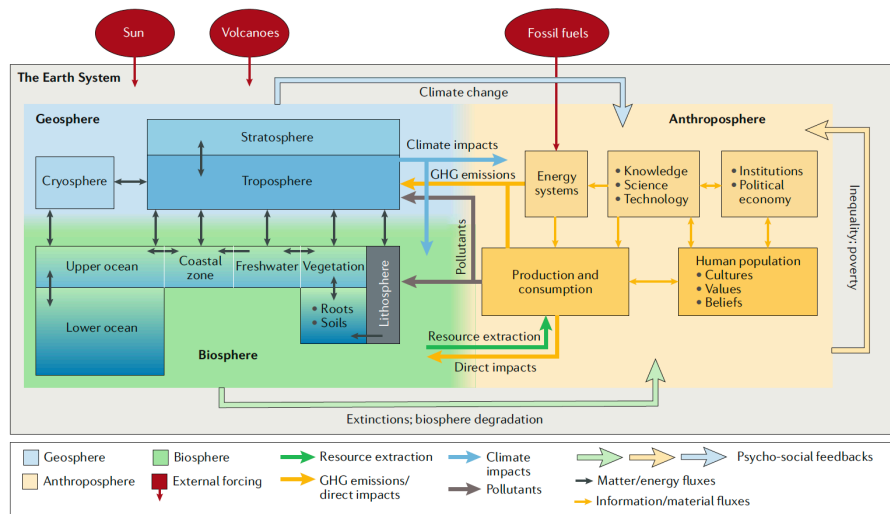 Sun
Volcanoes
Fossil fuels
The Earth System
Climate change
Geosphere
Anthroposphere
Stratosphere
Troposphere
Cryosphere
Climate impacts
GHG emissions
Energy
systems
• Knowledge
• Science
• Technology
• Institutions
• Political
economy
Inequality; poverty
Upper ocean
Coastal
zone
Freshwater
Vegetation
Lithosphere
Pollutants
Production and
consumption
Human population
• Cultures
• Values
• Beliefs
Lower ocean
• Roots
• Soils
Biosphere
Resource extraction
Direct impacts
Extinctions; biosphere degradation
Geosphere
Biosphere
Resource extraction
Climate
impacts
Psycho-social feedbacks
Anthroposphere
External forcing
GHG emissions/
direct impacts
Pollutants
Matter/energy fluxes
Information/material fluxes